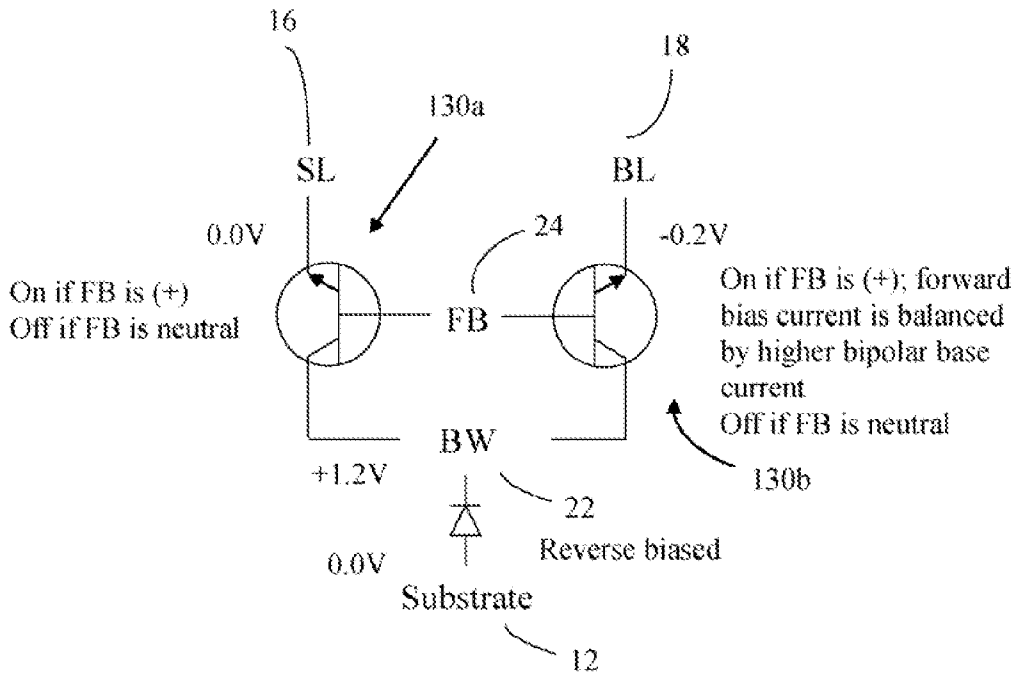 16
18
130a
SL
BL
0.0V
24
-0.2V
On if FB is (+)
Off if FB is neutral
FB
On if FB is (+); forward
bias current is balanced
by higher bipolar base
current
Off if FB is neutral
BW
+1.2V
22
130b
Reverse biased
0.0V
Substrate
12